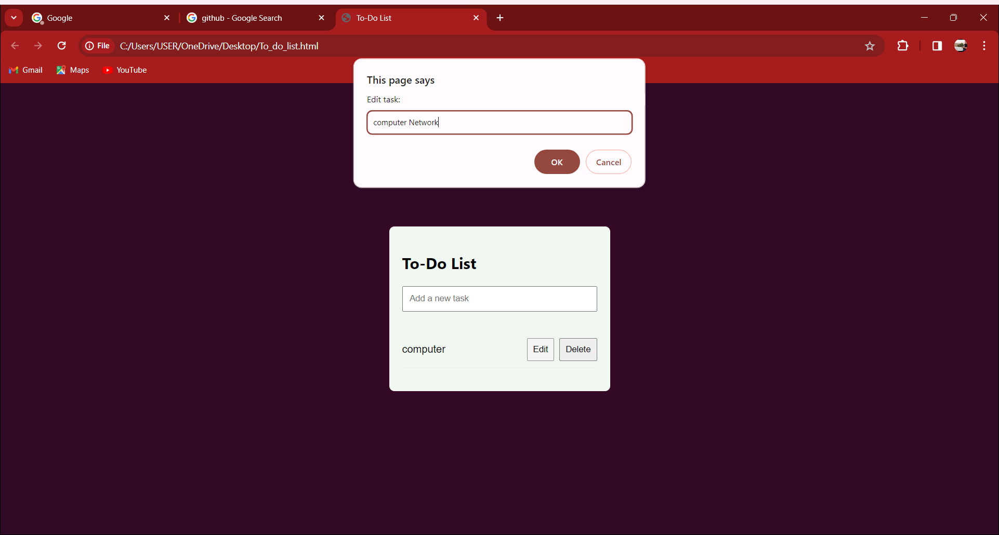 Google
github - Google Search
To-Do List
File C:/Users/USER/OneDrive/Desktop/To_do_list.html
Gmail Maps YouTube
This page says
Edit task:
computer Network
OK Cancel
To-Do List
Add a new task
computer Edit Delete